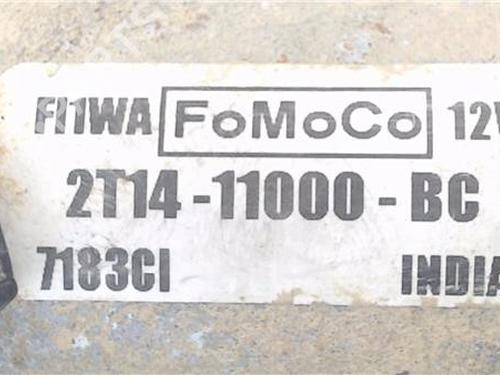 FI1WA FoMoCo 12V
2T14-11000-BC
7183CI INDIA